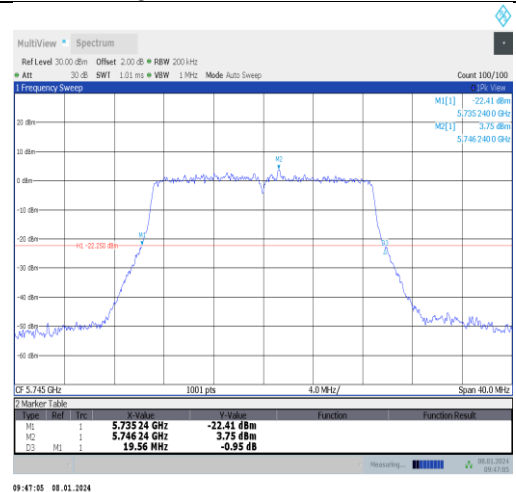 MultiView Spectrum
Ref Level 30.00 dBm Offset 2.00 dB RBW 200 kHz
Att 30 dB SWT 1.01 ms VBW 1 MHz Mode Auto Sweep Count 100/100
1 Frequency Sweep 1Pk View
M1[1] -22.41 dBm
5.735 240 0 GHz
M2[1] 3.75 dBm
5.746 240 0 GHz
20 dBm
10 dBm
M2
0 dBm
-10 dBm
-20 dBm
M1
H1 -22.250 dBm
D3
-30 dBm
-40 dBm
-50 dBm
-60 dBm
CF 5.745 GHz 1001 pts 4.0 MHz/ Span 40.0 MHz
2 Marker Table
Type Ref Trc X-Value Y-Value Function Function Result
M1 1 5.735 24 GHz -22.41 dBm
M2 1 5.746 24 GHz 3.75 dBm
D3 M1 1 19.56 MHz -0.95 dB
Measuring... 08.01.2024
09:47:05
09:47:05 08.01.2024